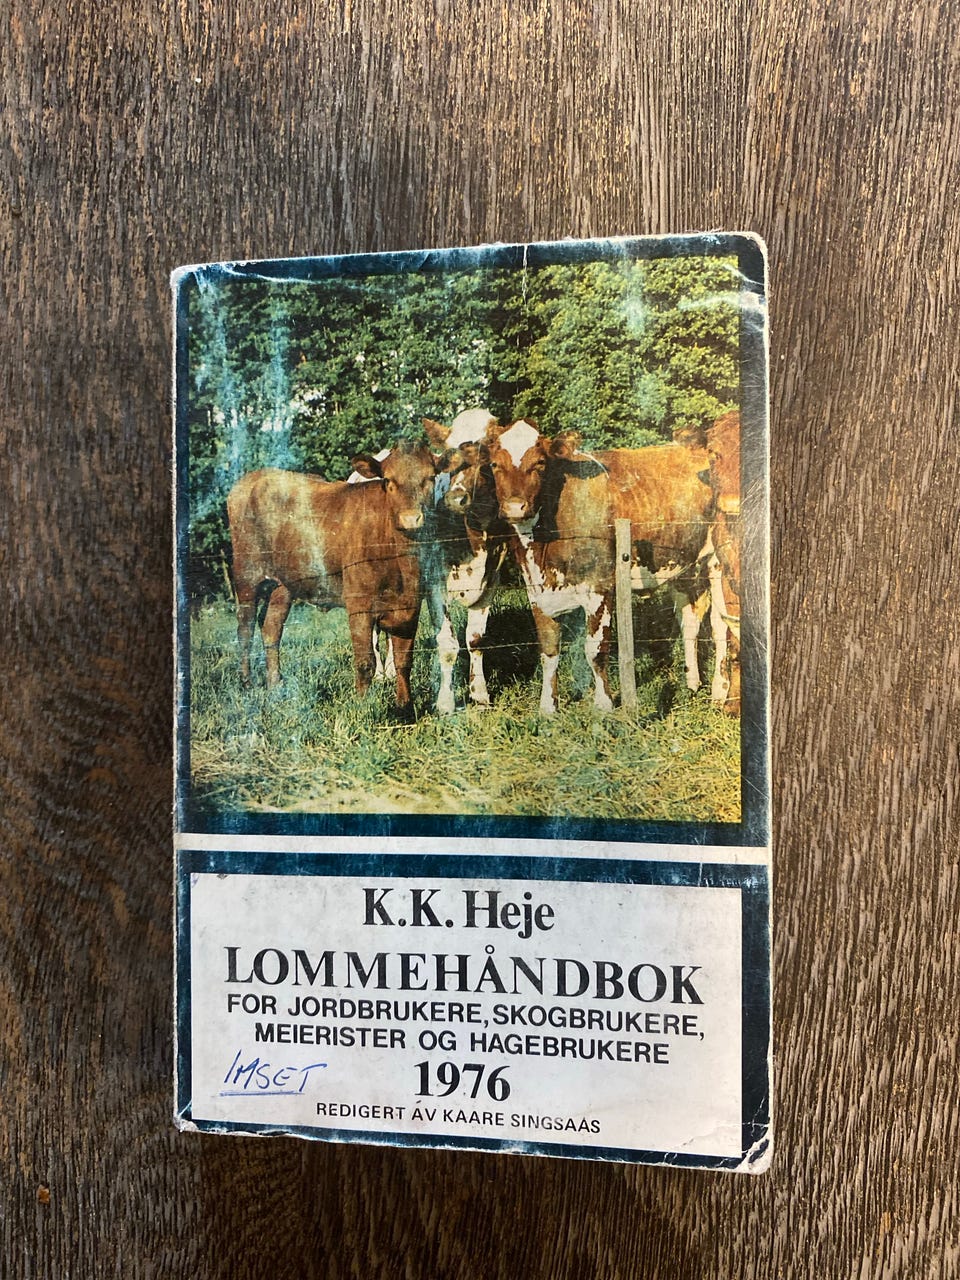 K.K. Heje
LOMMEHÅNDBOK
FOR JORDBRUKERE, SKOGBRUKERE,
MEIERISTER OG HAGEBRUKERE
IMSET
1976
REDIGERT AV KAARE SINGSAAS